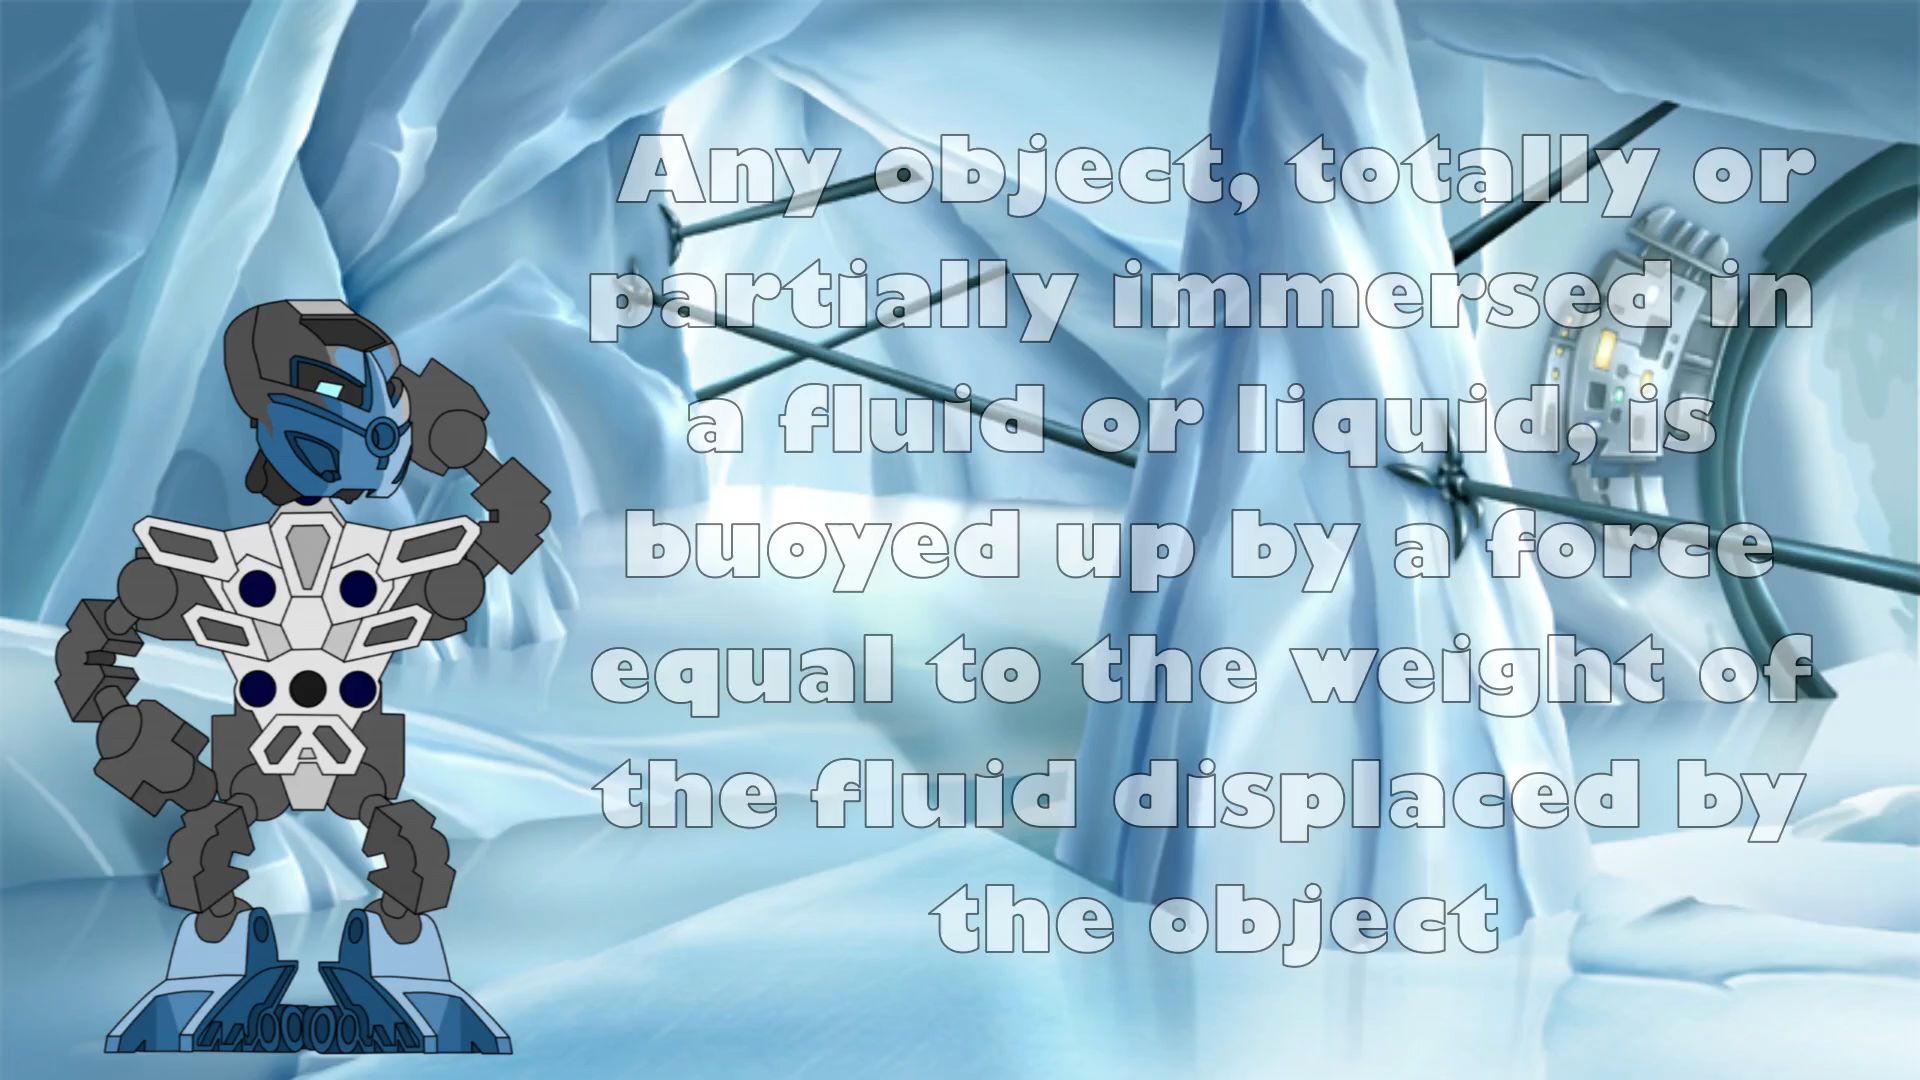 Any object, totally or
partially immersed in
a fluid or liquid, is
buoyed up by a force
equal to the weight of
the fluid displaced by
the object